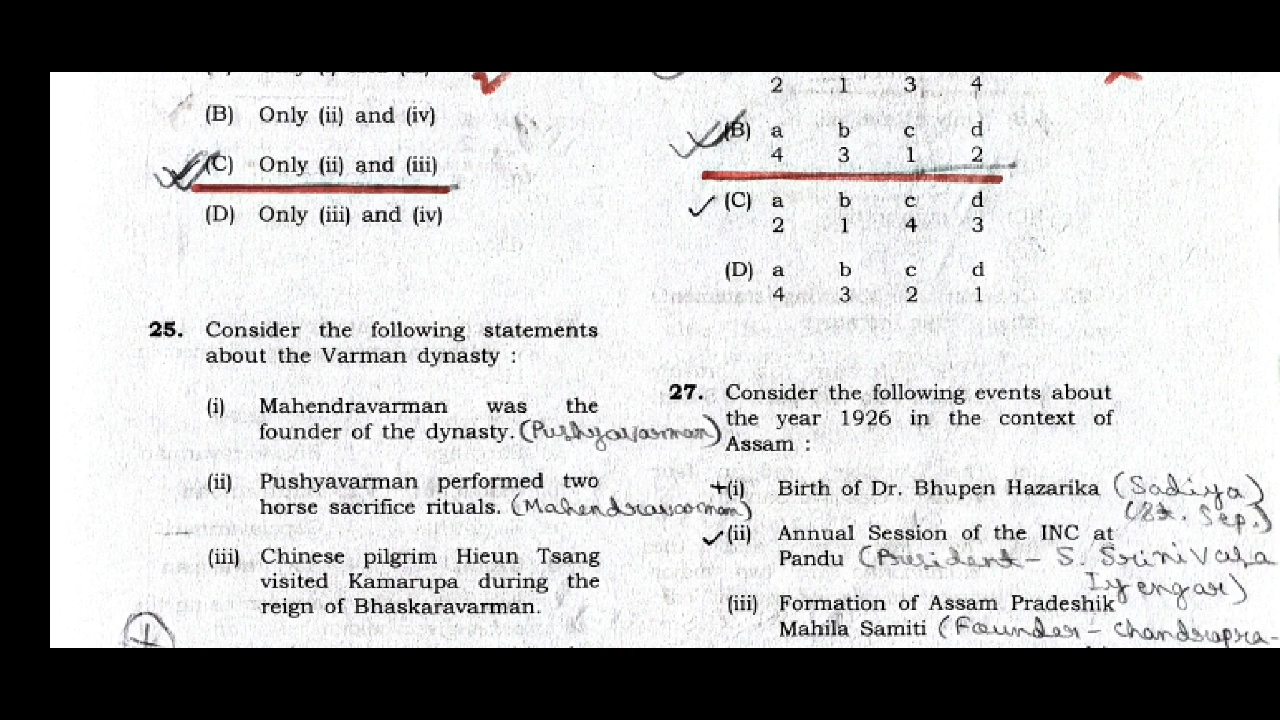 (B) Only (ii) and (iv)
(C) Only (ii) and (iii)
(D) Only (iii) and (iv)
25. Consider the following statements
about the Varman dynasty :
(i) Mahendravarman was the
founder of the dynasty. (Pushyavarman)
(ii) Pushyavarman performed two
horse sacrifice rituals. (Mahendravarman)
(iii) Chinese pilgrim Hieun Tsang
visited Kamarupa during the
reign of Bhaskaravarman.
2 1 3 4
(B) a b c d
4 3 1 2
(C) a b c d
2 1 4 3
(D) a b c d
4 3 2 1
27. Consider the following events about
the year 1926 in the context of
Assam :
(i) Birth of Dr. Bhupen Hazarika (Sadiya)
Sep.)
(ii) Annual Session of the INC at
Pandu (President - S. Srinivasa
Iyengar)
(iii) Formation of Assam Pradeshik
Mahila Samiti (Founder - Chandrapra-